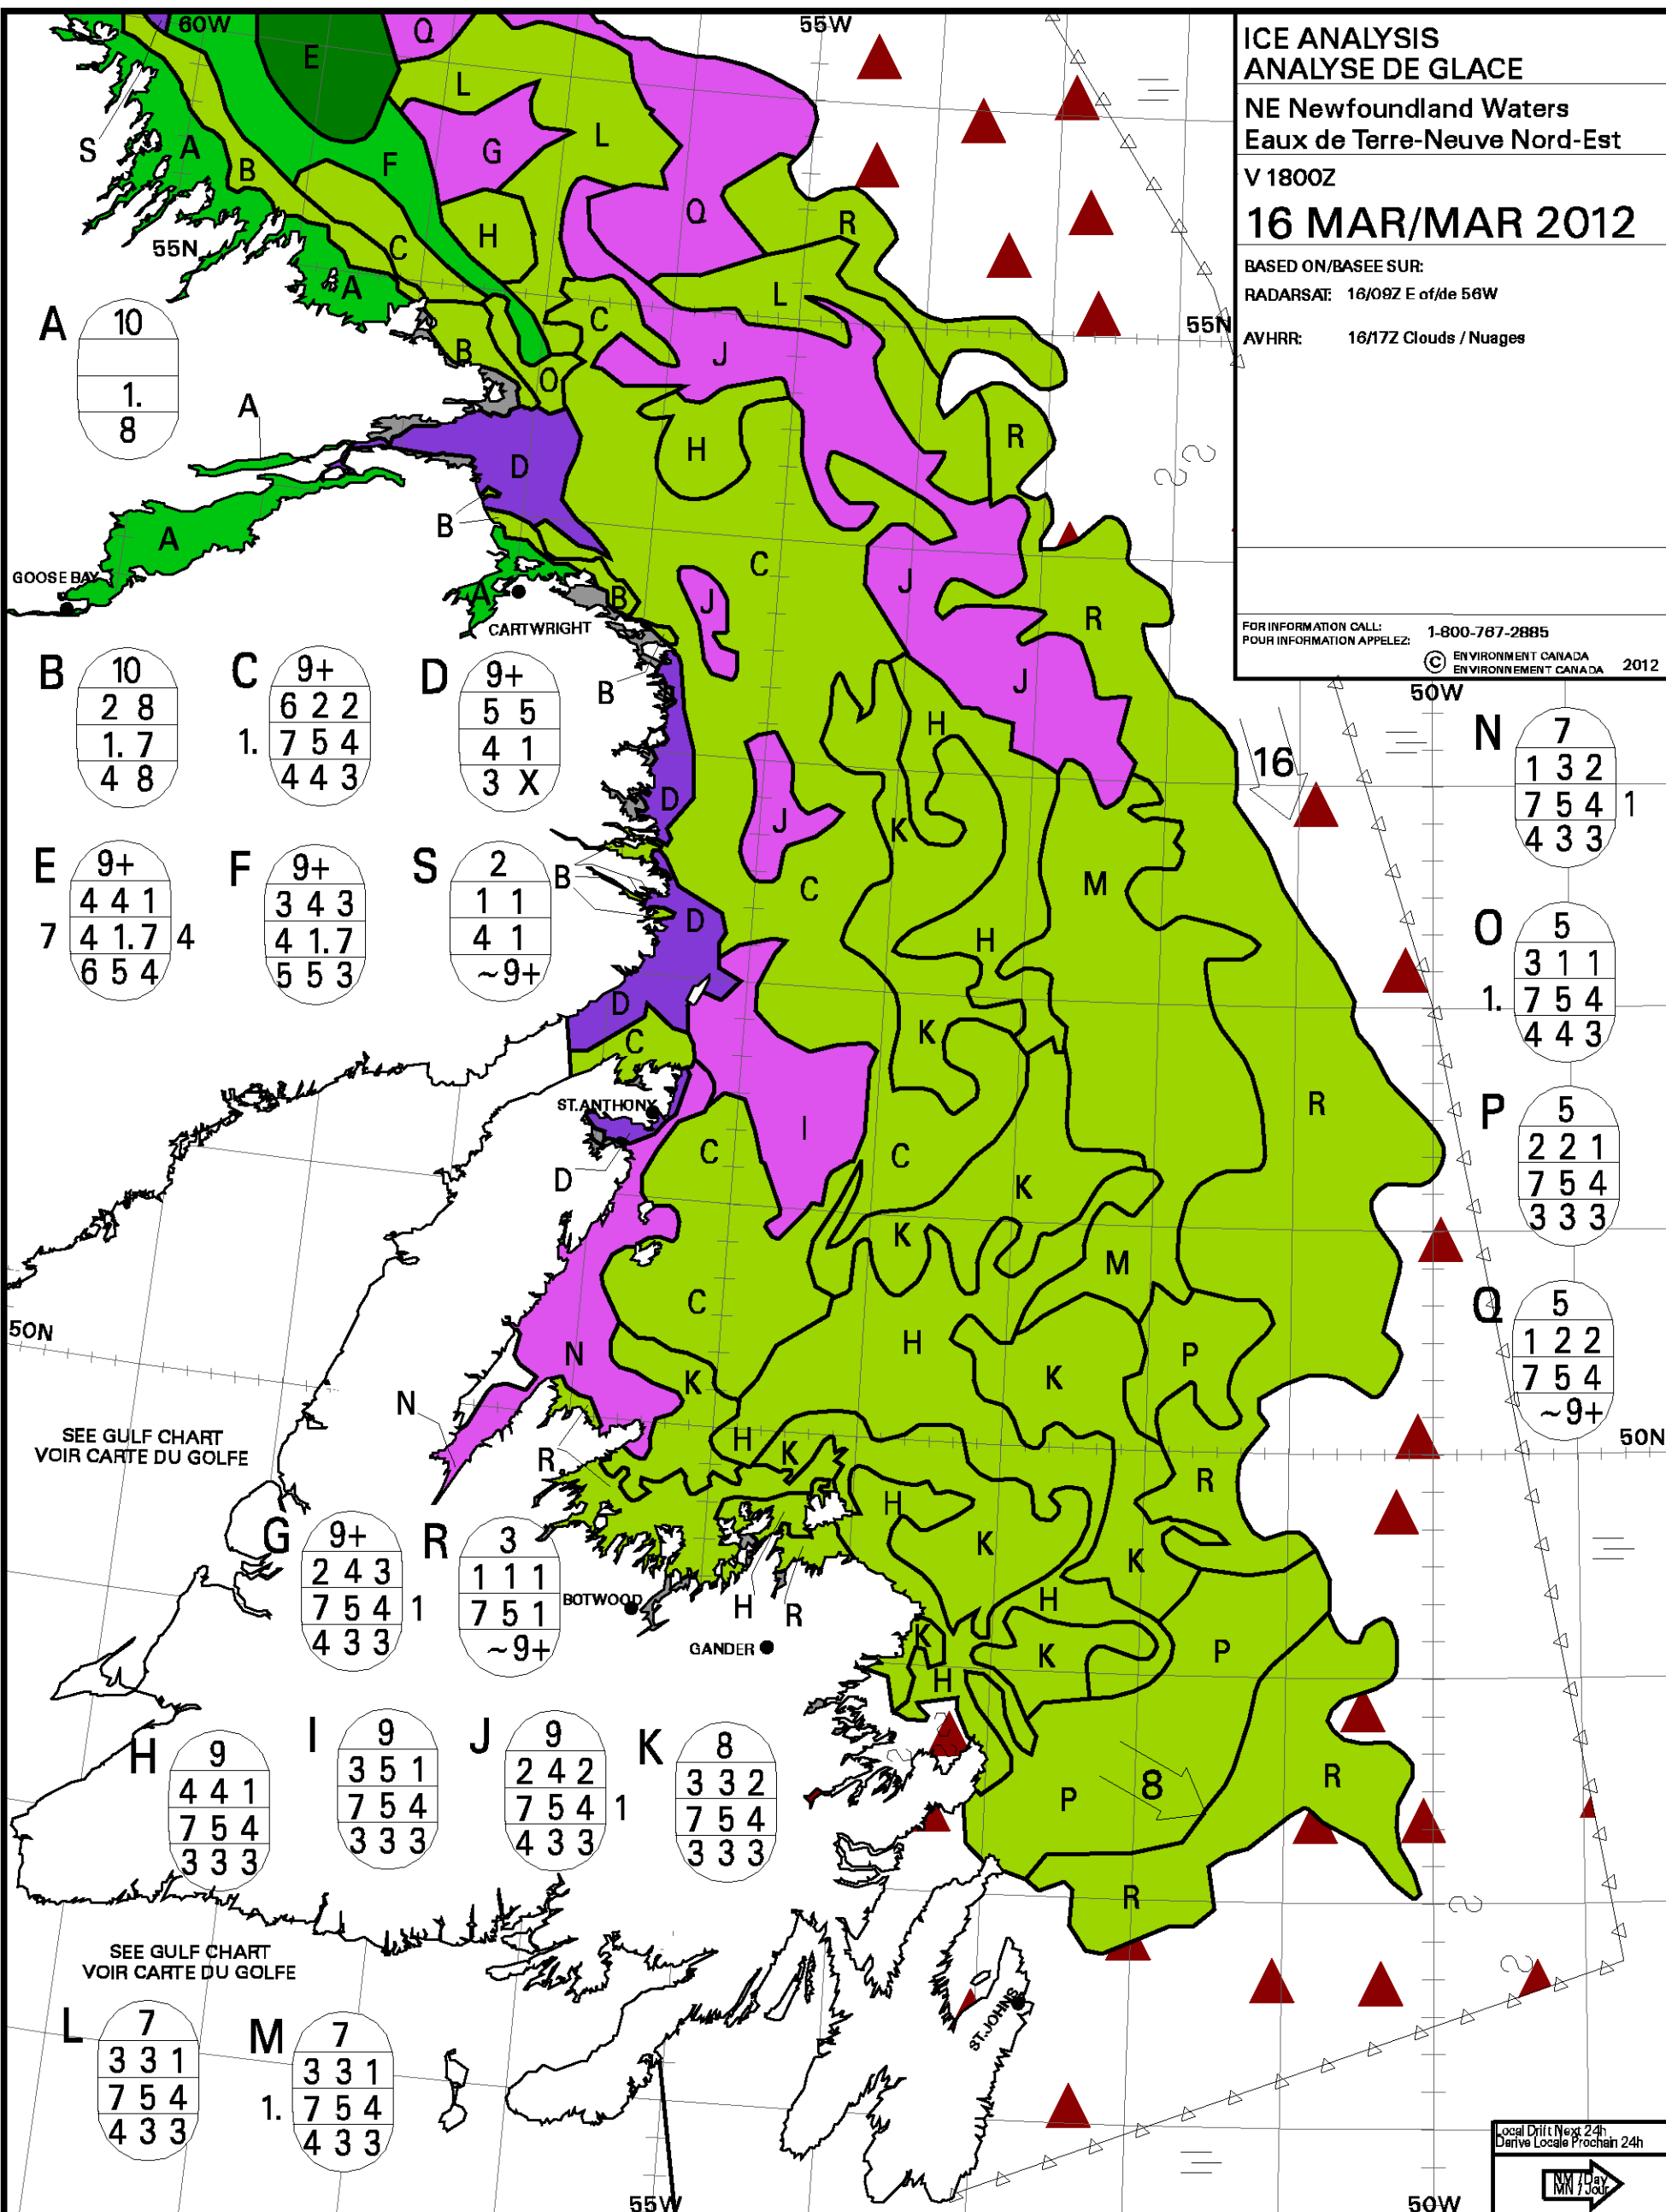 60W
55W
ICE ANALYSIS
ANALYSE DE GLACE
NE Newfoundland Waters
Eaux de Terre-Neuve Nord-Est
V 1800Z
16 MAR/MAR 2012
BASED ON/BASEE SUR:
RADARSAT: 16/09Z E of/de 56W
AVHRR: 16/17Z Clouds / Nuages
FOR INFORMATION CALL:
POUR INFORMATION APPELEZ: 1-800-767-2885
© ENVIRONMENT CANADA
ENVIRONNEMENT CANADA 2012
E
Q
L
L
G
S
A
B
F
Q
R
H
C
55N
A
L
C
55N
J
B
O
A
H
R
D
B
A
C
GOOSE BAY
A
B
J
J
R
CARTWRIGHT
B
J
H
50W
16
D
J
K
C
M
B
D
H
D
K
C
ST.ANTHONY
I
R
C
C
D
K
K
M
C
H
P
50N
N
K
K
N
SEE GULF CHART
VOIR CARTE DU GOLFE
H
K
50N
R
R
H
K
K
BOTWOOD
H
R
H
GANDER
K
K
P
H
R
P
8
R
SEE GULF CHART
VOIR CARTE DU GOLFE
ST.JOHNS
55W
50W
A
10
1.
8
B
10
2 8
1. 7
4 8
C
9+
6 2 2
1. 7 5 4
4 4 3
D
9+
5 5
4 1
3 X
E
9+
4 4 1
7 4 1. 7 4
6 5 4
F
9+
3 4 3
4 1. 7
5 5 3
S
2
1 1
4 1
~9+
G
9+
2 4 3
7 5 4 1
4 3 3
R
3
1 1 1
7 5 1
~9+
H
9
4 4 1
7 5 4
3 3 3
I
9
3 5 1
7 5 4
3 3 3
J
9
2 4 2
7 5 4 1
4 3 3
K
8
3 3 2
7 5 4
3 3 3
L
7
3 3 1
7 5 4
4 3 3
M
7
3 3 1
1. 7 5 4
4 3 3
N
7
1 3 2
7 5 4 1
4 3 3
O
5
3 1 1
1. 7 5 4
4 4 3
P
5
2 2 1
7 5 4
3 3 3
Q
5
1 2 2
7 5 4
~9+
Local Drift Next 24h
Derive Locale Prochain 24h
NM / Day
MN / Jour